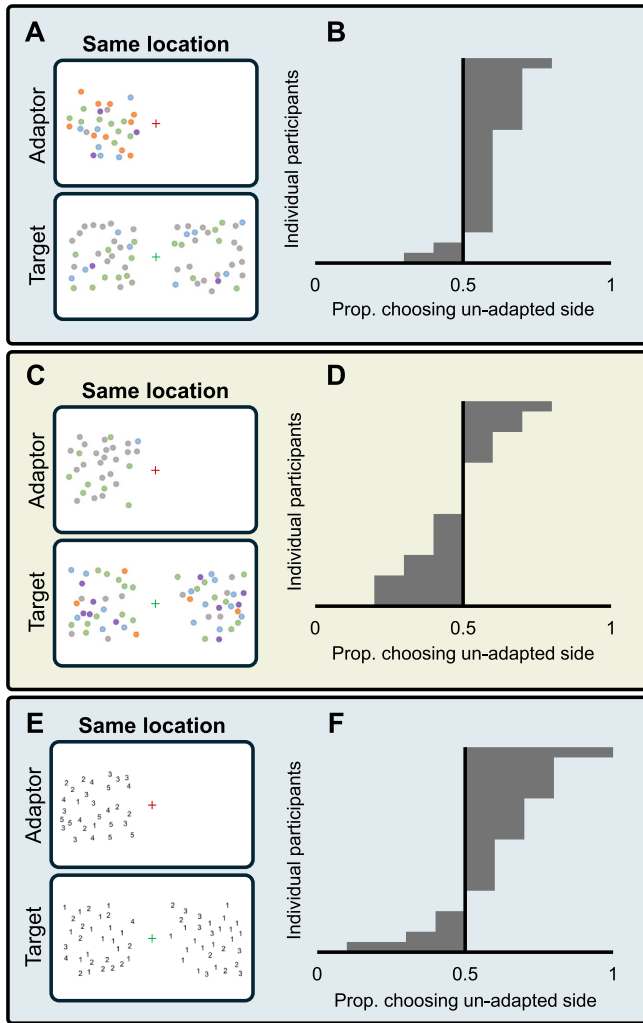 A
Same location
Adaptor
Target
B
Individual participants
0
0.5
1
Prop. choosing un-adapted side
C
Same location
Adaptor
Target
D
Individual participants
0
0.5
1
Prop. choosing un-adapted side
E
Same location
Adaptor
Target
F
Individual participants
0
0.5
1
Prop. choosing un-adapted side